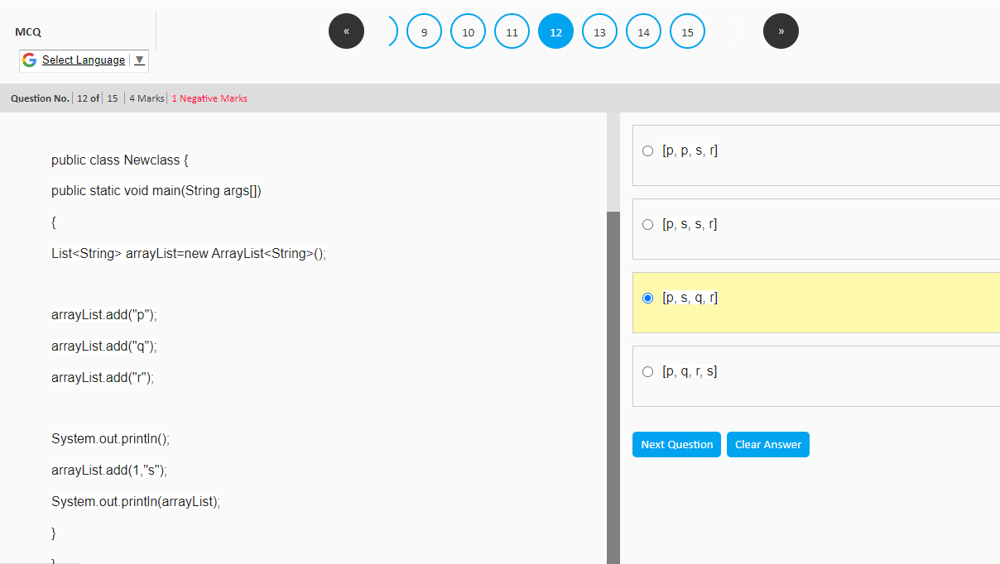 MCQ
Select Language ▼
« 9 10 11 12 13 14 15 »
Question No. 12 of 15 4 Marks 1 Negative Marks
public class Newclass {
public static void main(String args[])
{
List<String> arrayList=new ArrayList<String>();
arrayList.add("p");
arrayList.add("q");
arrayList.add("r");
System.out.println();
arrayList.add(1,"s");
System.out.println(arrayList);
}
}
[p, p, s, r]
[p, s, s, r]
[p, s, q, r]
[p, q, r, s]
Next Question Clear Answer